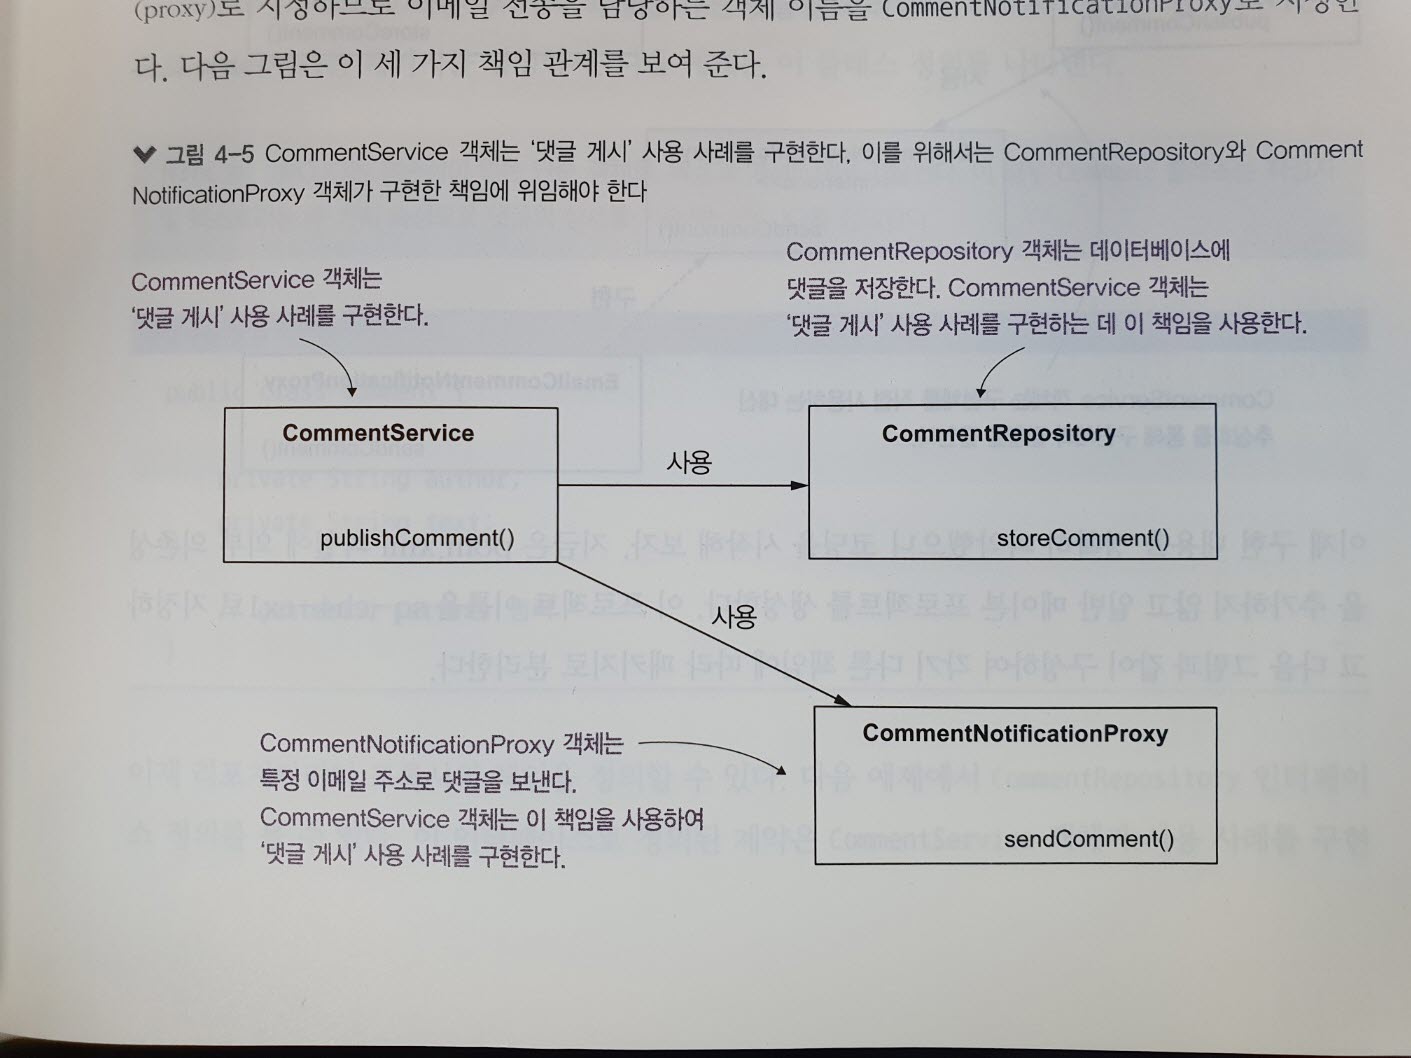 (proxy)로 지정하므로 이메일 전송을 담당하는 객체 이름을 CommentNotificationProxy로 지정한
다. 다음 그림은 이 세 가지 책임 관계를 보여 준다.
그림 4-5 CommentService 객체는 ‘댓글 게시’ 사용 사례를 구현한다. 이를 위해서는 CommentRepository와 Comment
NotificationProxy 객체가 구현한 책임에 위임해야 한다
CommentService 객체는
‘댓글 게시’ 사용 사례를 구현한다.
CommentRepository 객체는 데이터베이스에
댓글을 저장한다. CommentService 객체는
‘댓글 게시’ 사용 사례를 구현하는 데 이 책임을 사용한다.
CommentService
publishComment()
사용
CommentRepository
storeComment()
사용
CommentNotificationProxy 객체는
특정 이메일 주소로 댓글을 보낸다.
CommentService 객체는 이 책임을 사용하여
‘댓글 게시’ 사용 사례를 구현한다.
CommentNotificationProxy
sendComment()